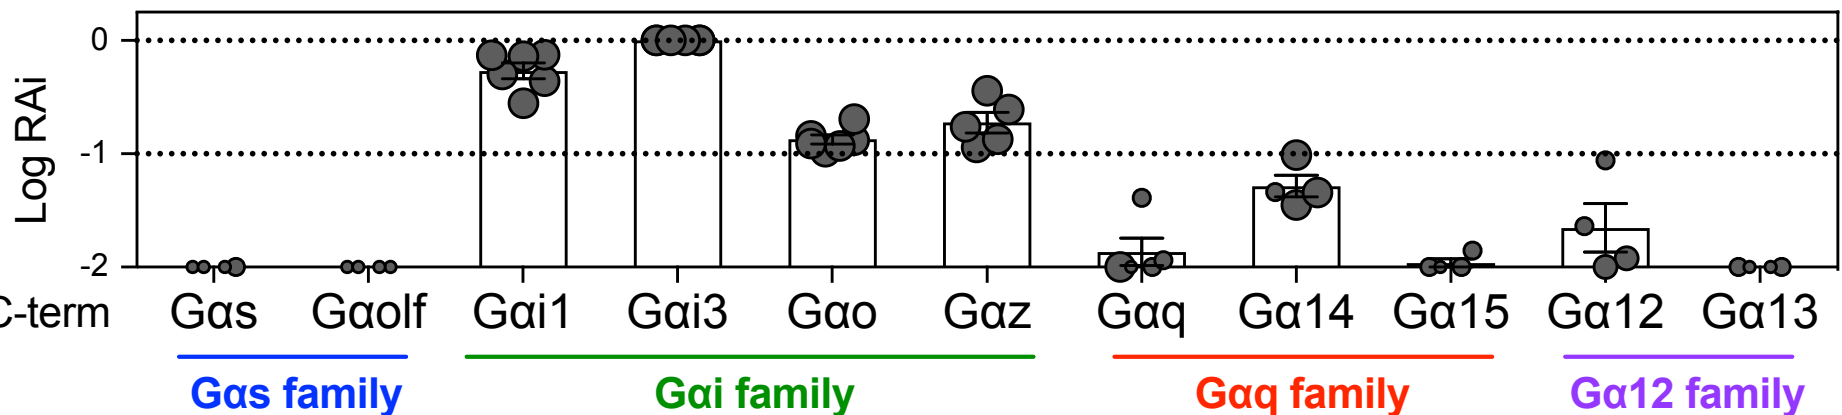 Log RAi
0
-1
-2
C-term Gαs Gαolf Gαi1 Gαi3 Gαo Gαz Gαq Gα14 Gα15 Gα12 Gα13
Gαs family Gαi family Gαq family Gα12 family